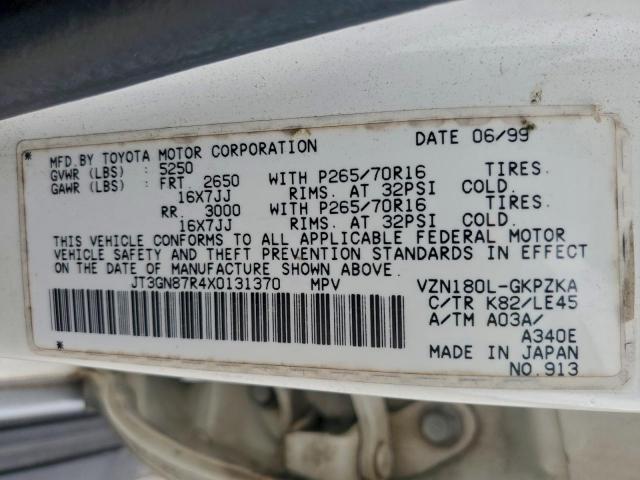 MFD.BY TOYOTA MOTOR CORPORATION DATE 06/99
GVWR (LBS) : 5250
GAWR (LBS) : FRT. 2650 WITH P265/70R16 TIRES.
16X7JJ RIMS. AT 32PSI COLD.
RR. 3000 WITH P265/70R16 TIRES.
16X7JJ RIMS. AT 32PSI COLD.
THIS VEHICLE CONFORMS TO ALL APPLICABLE FEDERAL MOTOR
VEHICLE SAFETY AND THEFT PREVENTION STANDARDS IN EFFECT
ON THE DATE OF MANUFACTURE SHOWN ABOVE.
JT3GN87R4X0131370 MPV VZN180L-GKPZKA
C/TR K82/LE45
A/TM A03A/
A340E
MADE IN JAPAN
NO.913